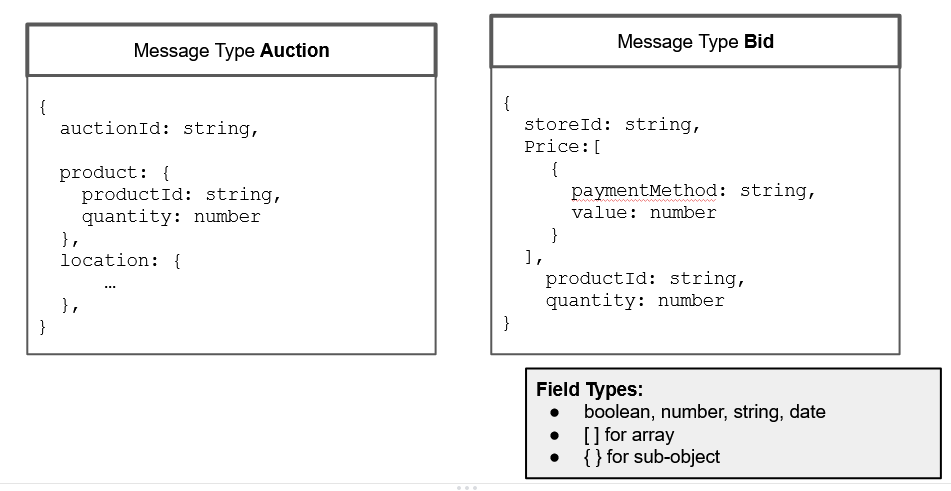 Message Type Auction
{
auctionId: string,
product: {
productId: string,
quantity: number
},
location: {
…
},
}
Message Type Bid
{
storeId: string,
Price:[
{
paymentMethod: string,
value: number
}
],
productId: string,
quantity: number
}
Field Types:
● boolean, number, string, date
● [ ] for array
● { } for sub-object